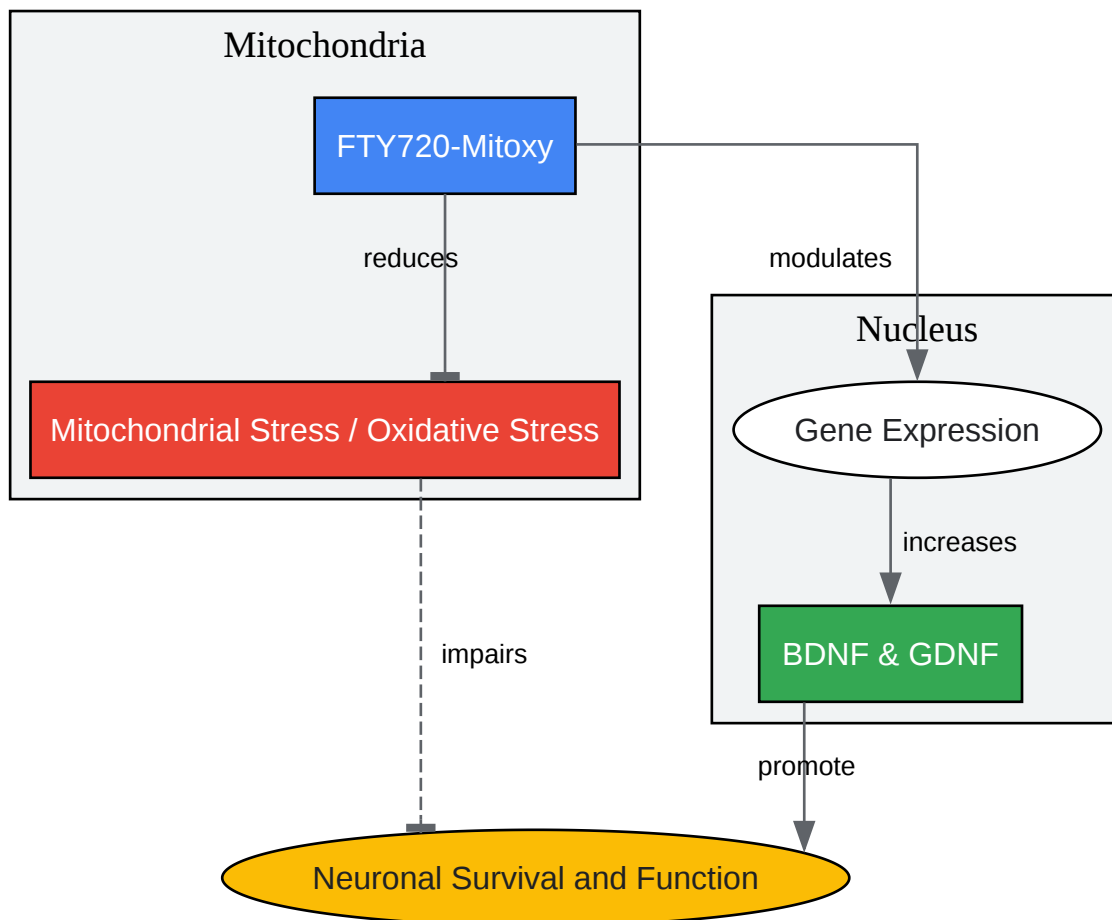 Mitochondria
FTY720-Mitoxy
reduces
modulates
Nucleus
Mitochondrial Stress / Oxidative Stress
Gene Expression
increases
impairs
BDNF & GDNF
promote
Neuronal Survival and Function